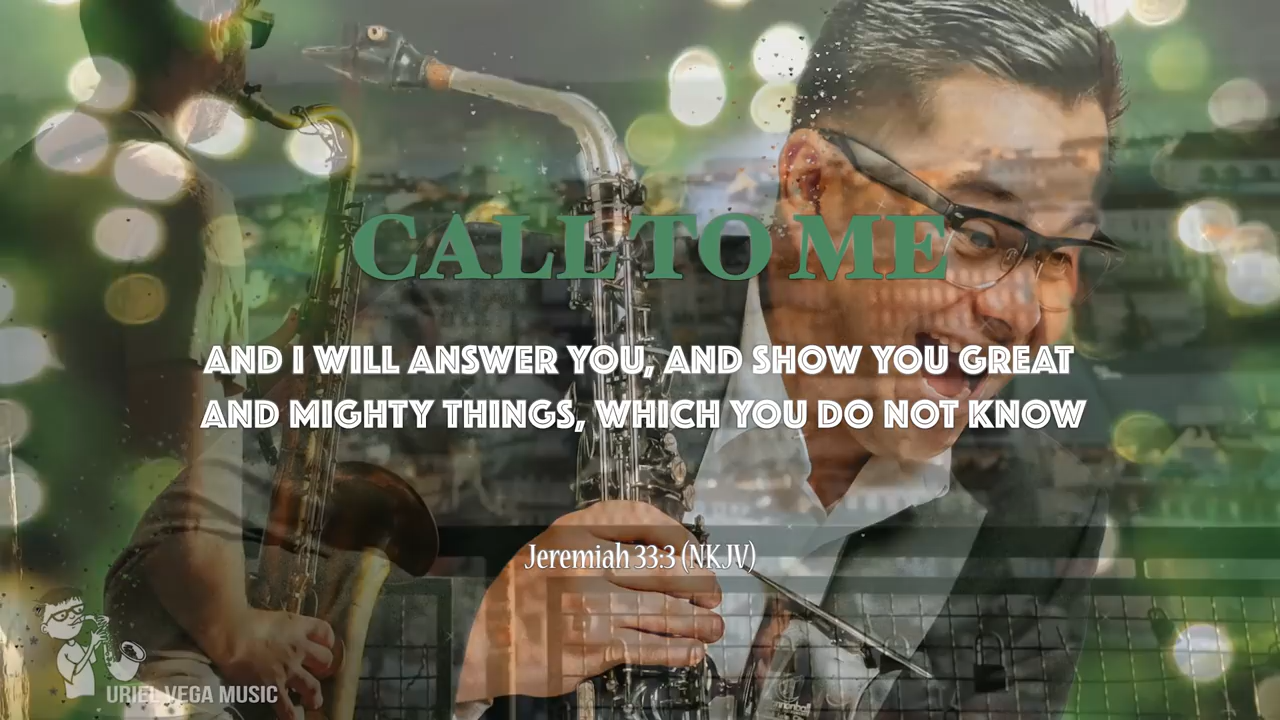 CALL TO ME
AND I WILL ANSWER YOU, AND SHOW YOU GREAT
AND MIGHTY THINGS, WHICH YOU DO NOT KNOW
Jeremiah 33:3 (NKJV)
URIEL VEGA MUSIC